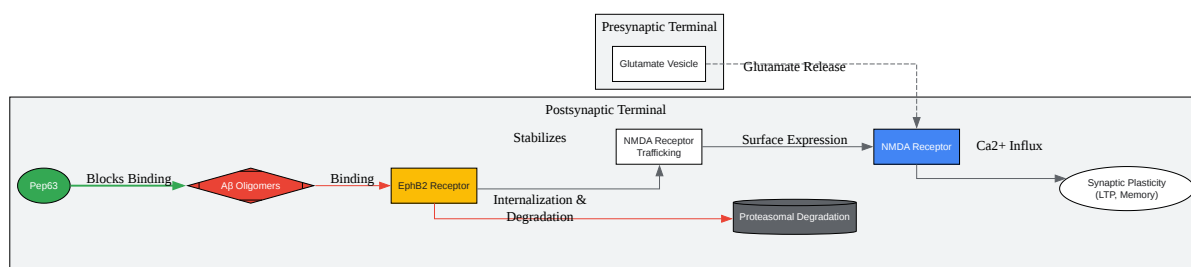 Presynaptic Terminal
Glutamate Vesicle
Glutamate Release
Postsynaptic Terminal
Stabilizes
NMDA Receptor
Trafficking
Surface Expression
NMDA Receptor
Ca2+ Influx
Pep63
Blocks Binding
Aβ Oligomers
Binding
EphB2 Receptor
Internalization &
Degradation
Proteasomal Degradation
Synaptic Plasticity
(LTP, Memory)